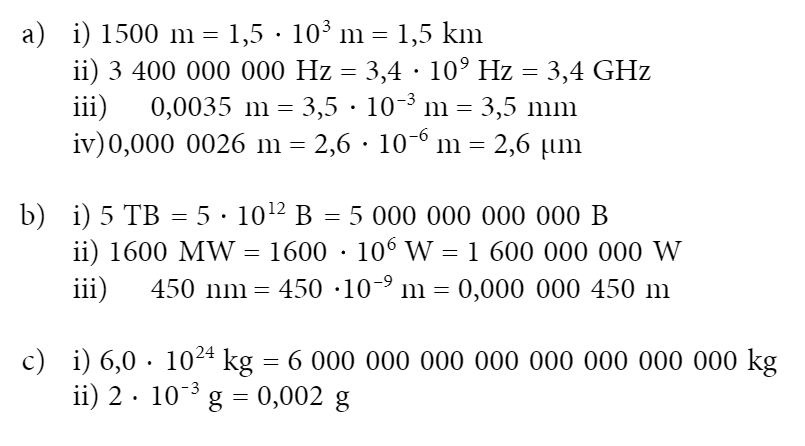 a) i) 1500 m = 1,5 · 10³ m = 1,5 km
ii) 3 400 000 000 Hz = 3,4 · 10⁹ Hz = 3,4 GHz
iii) 0,0035 m = 3,5 · 10⁻³ m = 3,5 mm
iv)0,000 0026 m = 2,6 · 10⁻⁶ m = 2,6 µm
b) i) 5 TB = 5 · 10¹² B = 5 000 000 000 000 B
ii) 1600 MW = 1600 · 10⁶ W = 1 600 000 000 W
iii) 450 nm = 450 ·10⁻⁹ m = 0,000 000 450 m
c) i) 6,0 · 10²⁴ kg = 6 000 000 000 000 000 000 000 000 kg
ii) 2 · 10⁻³ g = 0,002 g